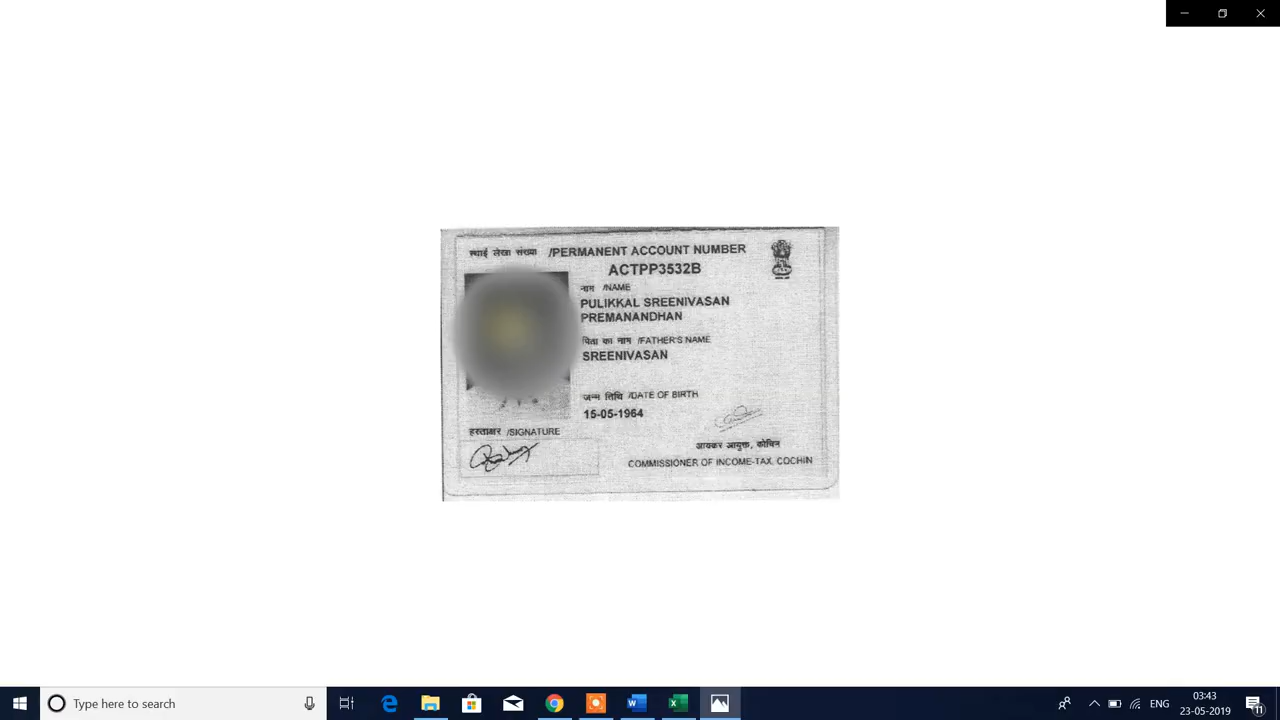 स्थाई लेखा संख्या /PERMANENT ACCOUNT NUMBER
ACTPP3532B
नाम /NAME
PULIKKAL SREENIVASAN
PREMANANDHAN
पिता का नाम /FATHER'S NAME
SREENIVASAN
जन्म तिथि /DATE OF BIRTH
15-05-1964
हस्ताक्षर /SIGNATURE
आयकर आयुक्त, कोचिन
COMMISSIONER OF INCOME-TAX, COCHIN
Type here to search
ENG
03:43
23-05-2019
11